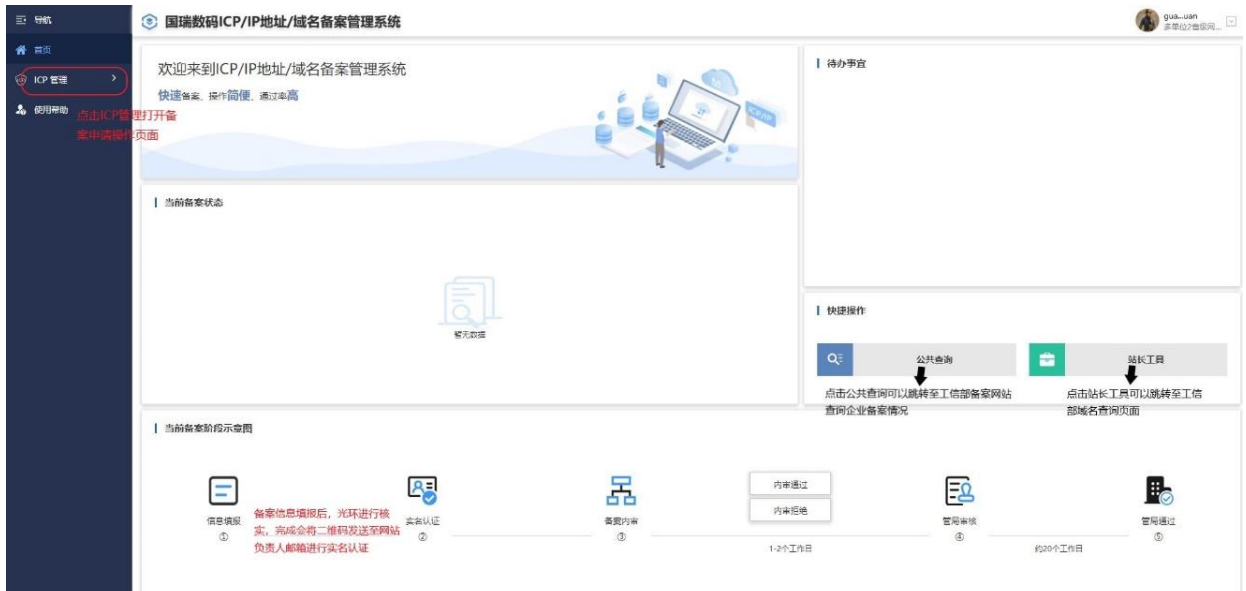 导航
国瑞数码ICP/IP地址/域名备案管理系统
gua...uan
多单位2省级网...
首页
ICP 管理
使用帮助
点击ICP管理打开备
案申请操作页面
欢迎来到ICP/IP地址/域名备案管理系统
快速备案、操作简便、通过率高
ICP/IP
待办事宜
当前备案状态
暂无数据
快捷操作
公共查询
站长工具
点击公共查询可以跳转至工信部备案网站
查询企业备案情况
点击站长工具可以跳转至工信
部域名查询页面
当前备案阶段示意图
信息填报
①
备案信息填报后，光环进行核
实，完成会将二维码发送至网站
负责人邮箱进行实名认证
实名认证
②
备案内审
③
内审通过
内审拒绝
1-2个工作日
管局审核
④
约20个工作日
管局通过
⑤